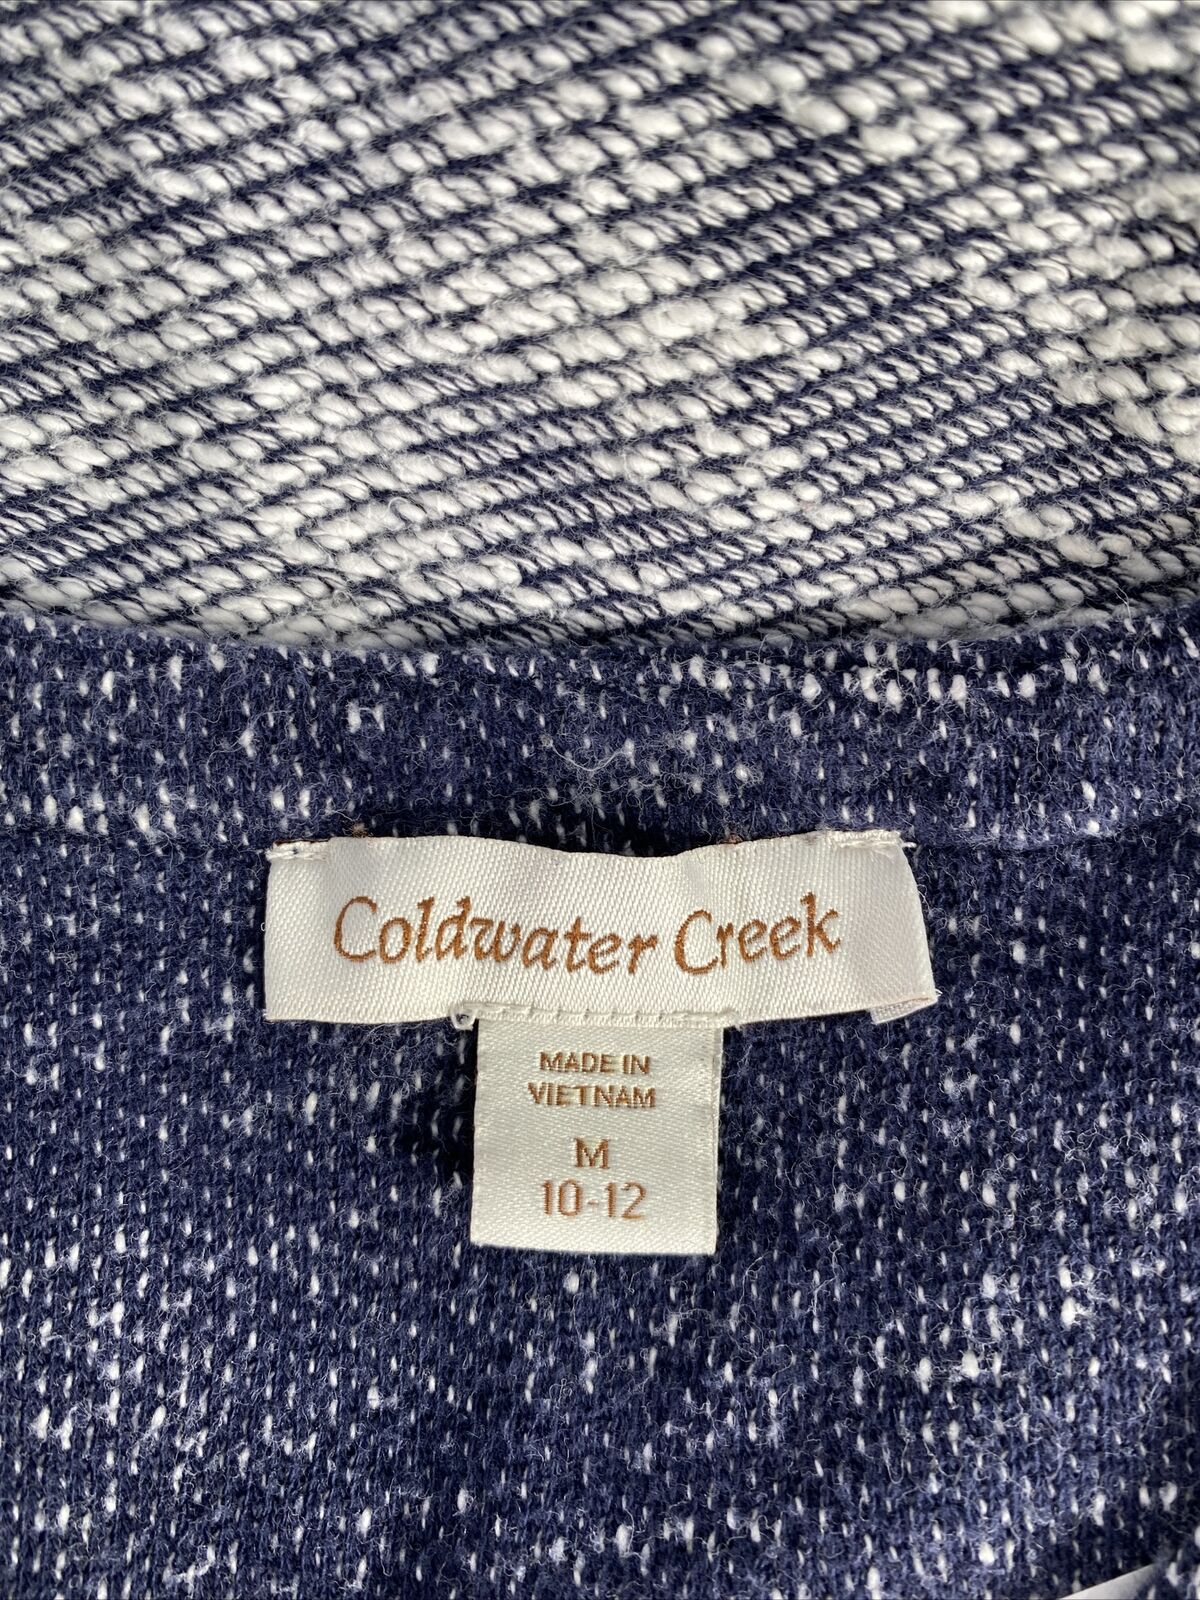 Coldwater Creek
MADE IN
VIETNAM
M
10-12